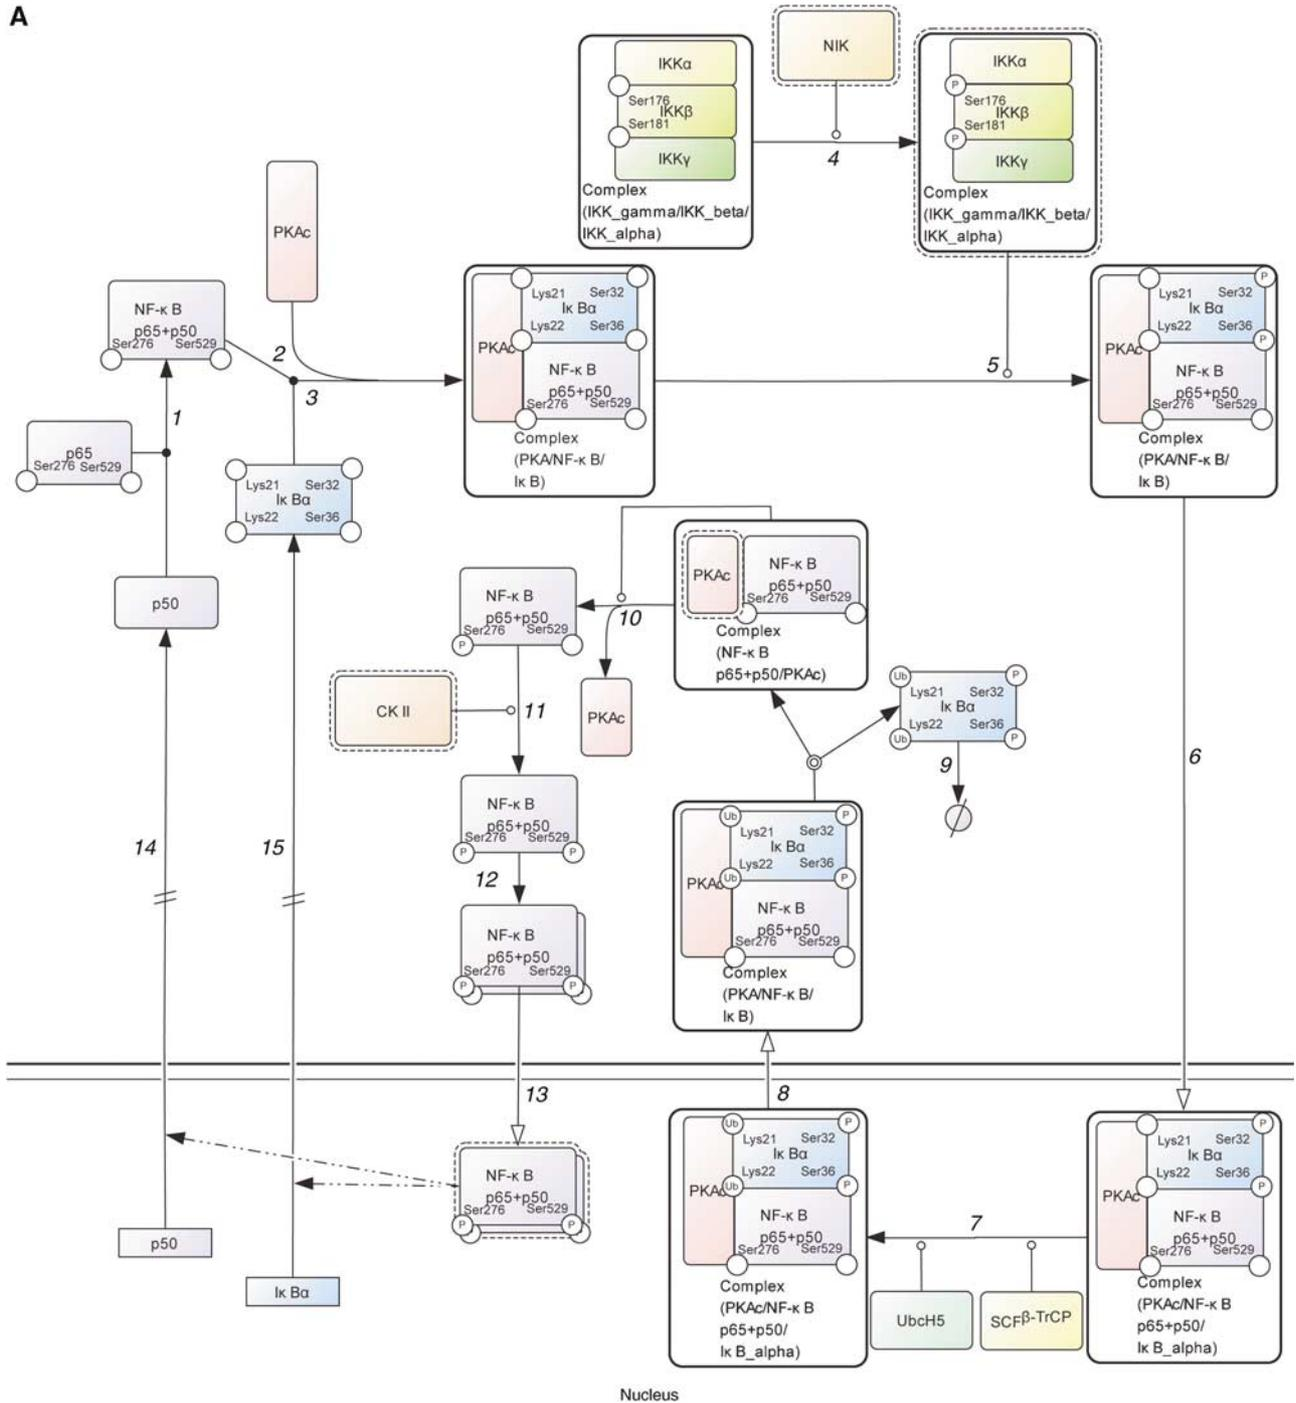 A
IKKα
Ser176
IKKβ
Ser181
IKKγ
Complex
(IKK_gamma/IKK_beta/
IKK_alpha)
NIK
4
IKKα
P
Ser176
IKKβ
Ser181
P
IKKγ
Complex
(IKK_gamma/IKK_beta/
IKK_alpha)
PKAc
NF-κ B
p65+p50
Ser276 Ser529
2
3
1
p65
Ser276 Ser529
PKAc
Lys21 Ser32
Iκ Bα
Lys22 Ser36
NF-κ B
p65+p50
Ser276 Ser529
Complex
(PKA/NF-κ B/
Iκ B)
5
PKAc
P
Lys21 Ser32
Iκ Bα
Lys22 Ser36
P
NF-κ B
p65+p50
Ser276 Ser529
Complex
(PKA/NF-κ B/
Iκ B)
Lys21 Ser32
Iκ Bα
Lys22 Ser36
p50
NF-κ B
p65+p50
Ser276 Ser529
P
10
PKAc
NF-κ B
p65+p50
Ser276 Ser529
Complex
(NF-κ B
p65+p50/PKAc)
PKAc
CK II
11
Ub P
Lys21 Ser32
Iκ Bα
Lys22 Ser36
Ub P
9
6
NF-κ B
p65+p50
Ser276 Ser529
P P
12
14
15
PKAc
Ub P
Lys21 Ser32
Iκ Bα
Lys22 Ser36
Ub P
NF-κ B
p65+p50
Ser276 Ser529
Complex
(PKA/NF-κ B/
Iκ B)
NF-κ B
p65+p50
Ser276 Ser529
P P
13
8
NF-κ B
p65+p50
Ser276 Ser529
P P
p50
Iκ Bα
PKAc
Ub P
Lys21 Ser32
Iκ Bα
Lys22 Ser36
Ub P
NF-κ B
p65+p50
Ser276 Ser529
Complex
(PKAc/NF-κ B
p65+p50/
Iκ B_alpha)
7
UbcH5
SCFβ-TrCP
PKAc
P
Lys21 Ser32
Iκ Bα
Lys22 Ser36
P
NF-κ B
p65+p50
Ser276 Ser529
Complex
(PKAc/NF-κ B
p65+p50/
Iκ B_alpha)
Nucleus